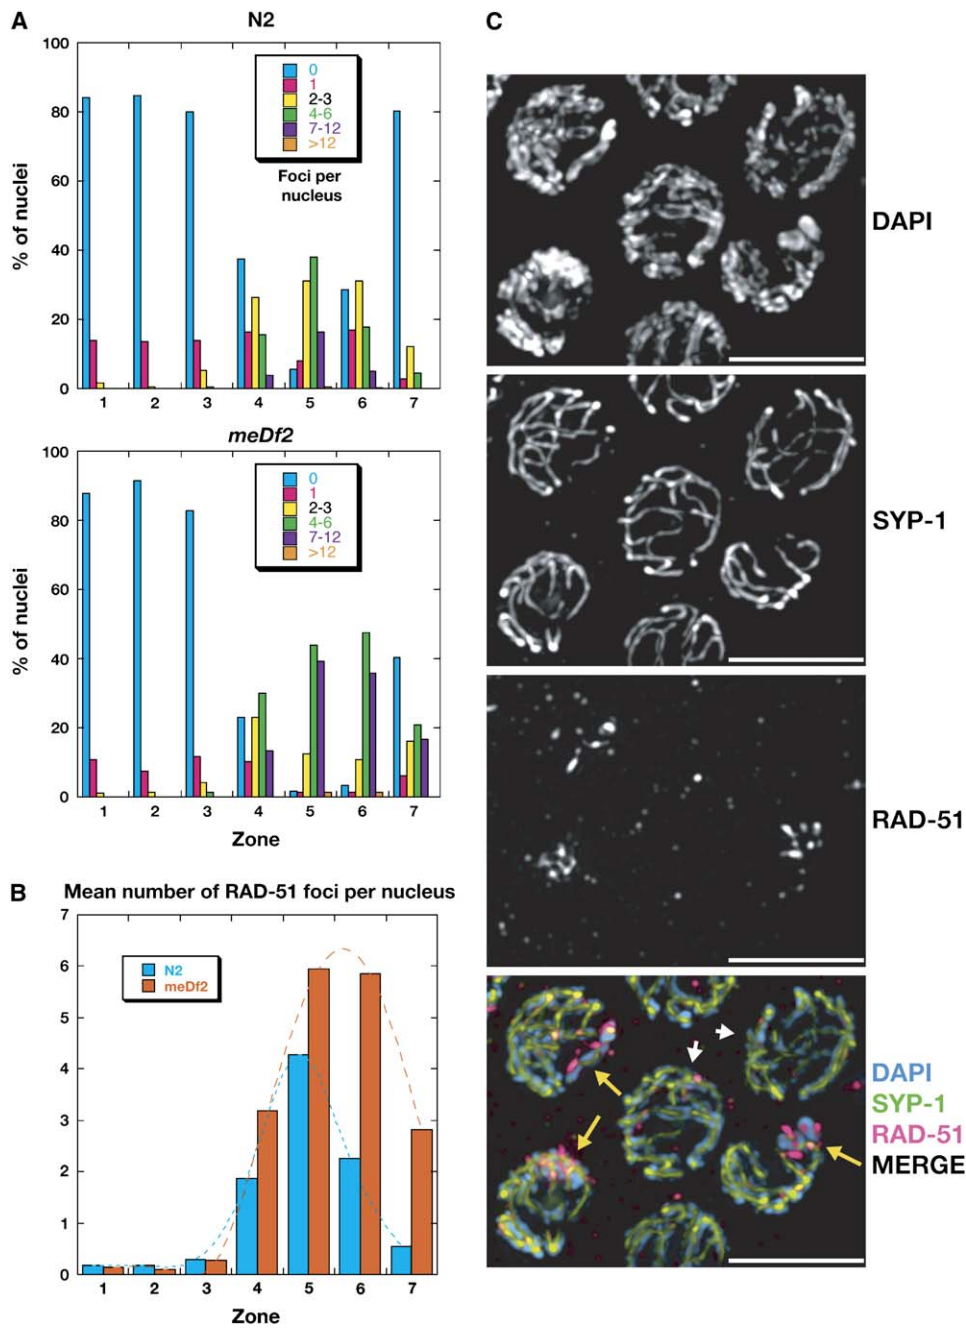 A
N2
100
80
60
40
20
0
% of nuclei
0
1
2-3
4-6
7-12
>12
Foci per
nucleus
1 2 3 4 5 6 7
meDf2
100
80
60
40
20
0
% of nuclei
0
1
2-3
4-6
7-12
>12
1 2 3 4 5 6 7
Zone
B
Mean number of RAD-51 foci per nucleus
7
6
5
4
3
2
1
0
N2
meDf2
1 2 3 4 5 6 7
Zone
C
DAPI
SYP-1
RAD-51
DAPI
SYP-1
RAD-51
MERGE